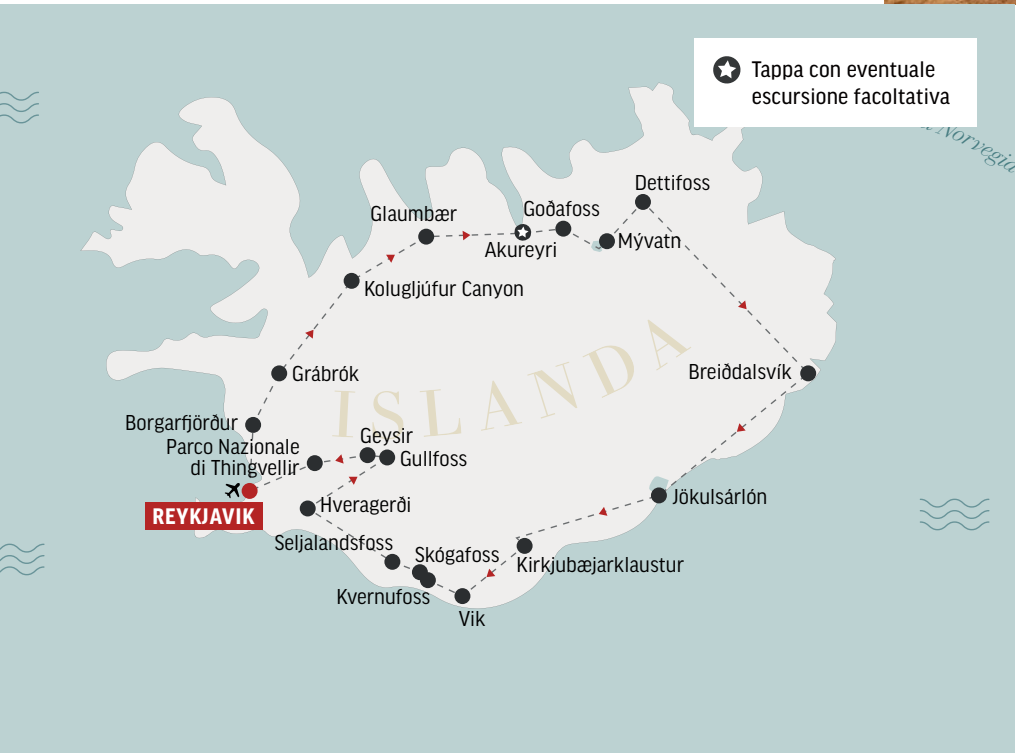 Tappa con eventuale
escursione facoltativa
Norvegia
Dettifoss
Glaumbær
Goðafoss
Akureyri
Mývatn
Kolugljúfur Canyon
ISLANDA
Grábrók
Breiðdalsvík
Borgarfjörður
Parco Nazionale
di Thingvellir
Geysir
Gullfoss
REYKJAVIK
Hveragerði
Jökulsárlón
Seljalandsfoss
Skógafoss
Kirkjubæjarklaustur
Kvernufoss
Vik